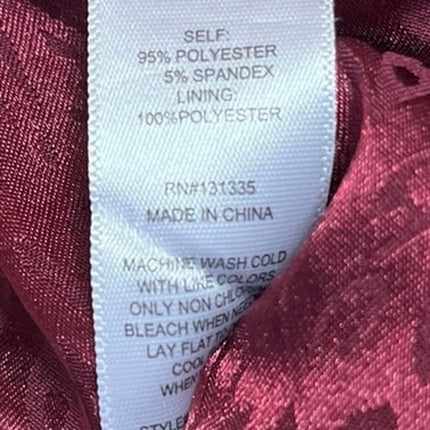 SELF:
95% POLYESTER
5% SPANDEX
LINING:
100%POLYESTER
RN#131335
MADE IN CHINA
MACHINE WASH COLD
WITH LIKE COLORS
ONLY NON
BLEACH WHEN
LAY FLAT
WHEN